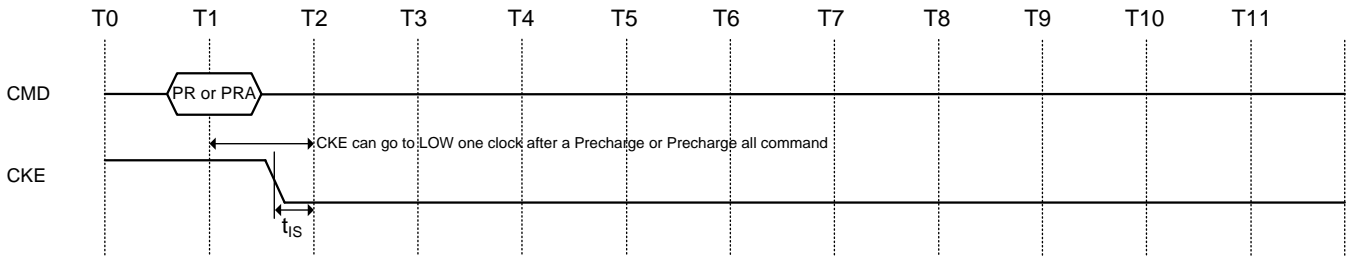 T0 T1 T2 T3 T4 T5 T6 T7 T8 T9 T10 T11
CMD PR or PRA
CKE can go to LOW one clock after a Precharge or Precharge all command
CKE
tIS